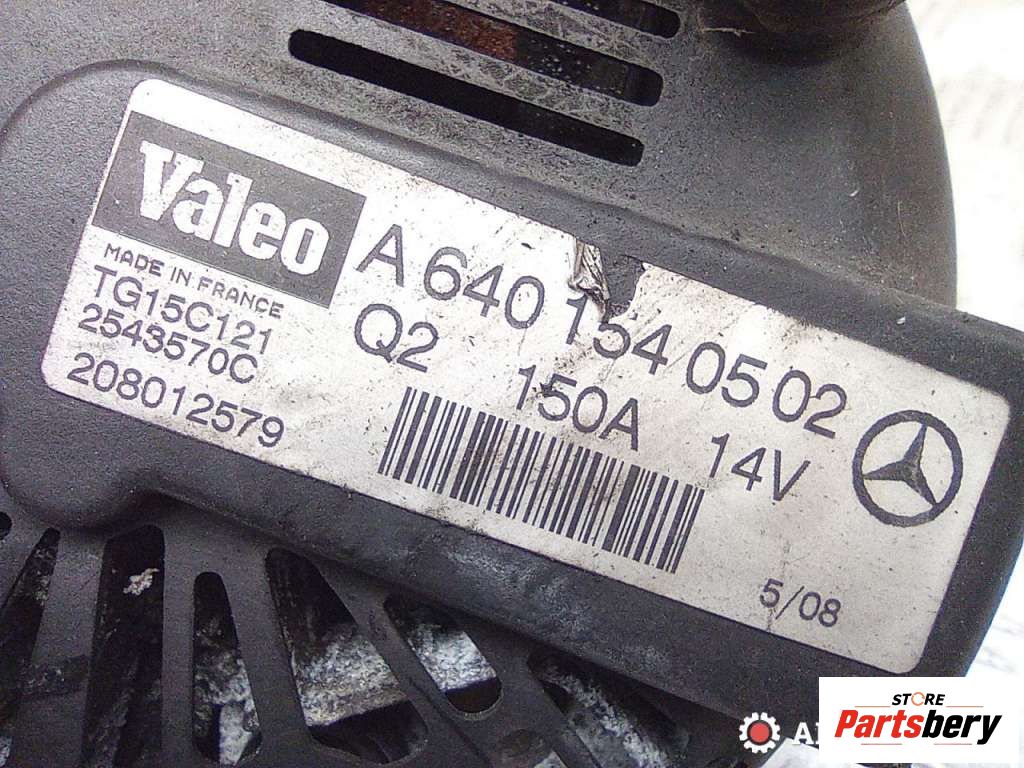 Valeo
MADE IN FRANCE
TG15C121
2543570C
208012579
A 640 154 05 02
Q2 150A 14V
5/08
STORE
Partsbery